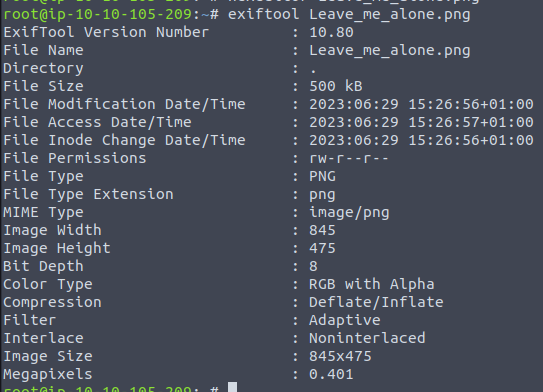 root@ip-10-10-105-209:~# exiftool Leave_me_alone.png
ExifTool Version Number         : 10.80
File Name                       : Leave_me_alone.png
Directory                       : .
File Size                       : 500 kB
File Modification Date/Time     : 2023:06:29 15:26:56+01:00
File Access Date/Time           : 2023:06:29 15:26:57+01:00
File Inode Change Date/Time     : 2023:06:29 15:26:56+01:00
File Permissions                : rw-r--r--
File Type                       : PNG
File Type Extension             : png
MIME Type                       : image/png
Image Width                     : 845
Image Height                    : 475
Bit Depth                       : 8
Color Type                      : RGB with Alpha
Compression                     : Deflate/Inflate
Filter                          : Adaptive
Interlace                       : Noninterlaced
Image Size                      : 845x475
Megapixels                      : 0.401
root@ip-10-10-105-209:~#